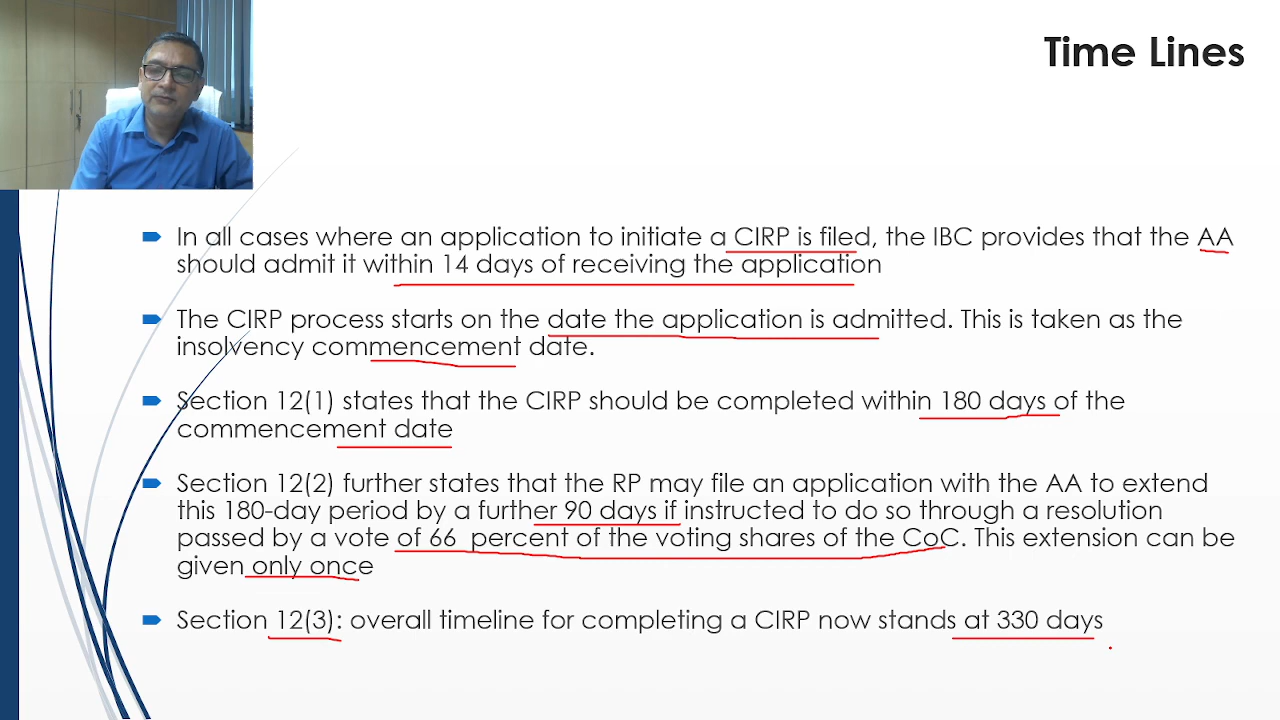 Time Lines
In all cases where an application to initiate a CIRP is filed, the IBC provides that the AA
should admit it within 14 days of receiving the application
The CIRP process starts on the date the application is admitted. This is taken as the
insolvency commencement date.
Section 12(1) states that the CIRP should be completed within 180 days of the
commencement date
Section 12(2) further states that the RP may file an application with the AA to extend
this 180-day period by a further 90 days if instructed to do so through a resolution
passed by a vote of 66 percent of the voting shares of the CoC. This extension can be
given only once
Section 12(3): overall timeline for completing a CIRP now stands at 330 days